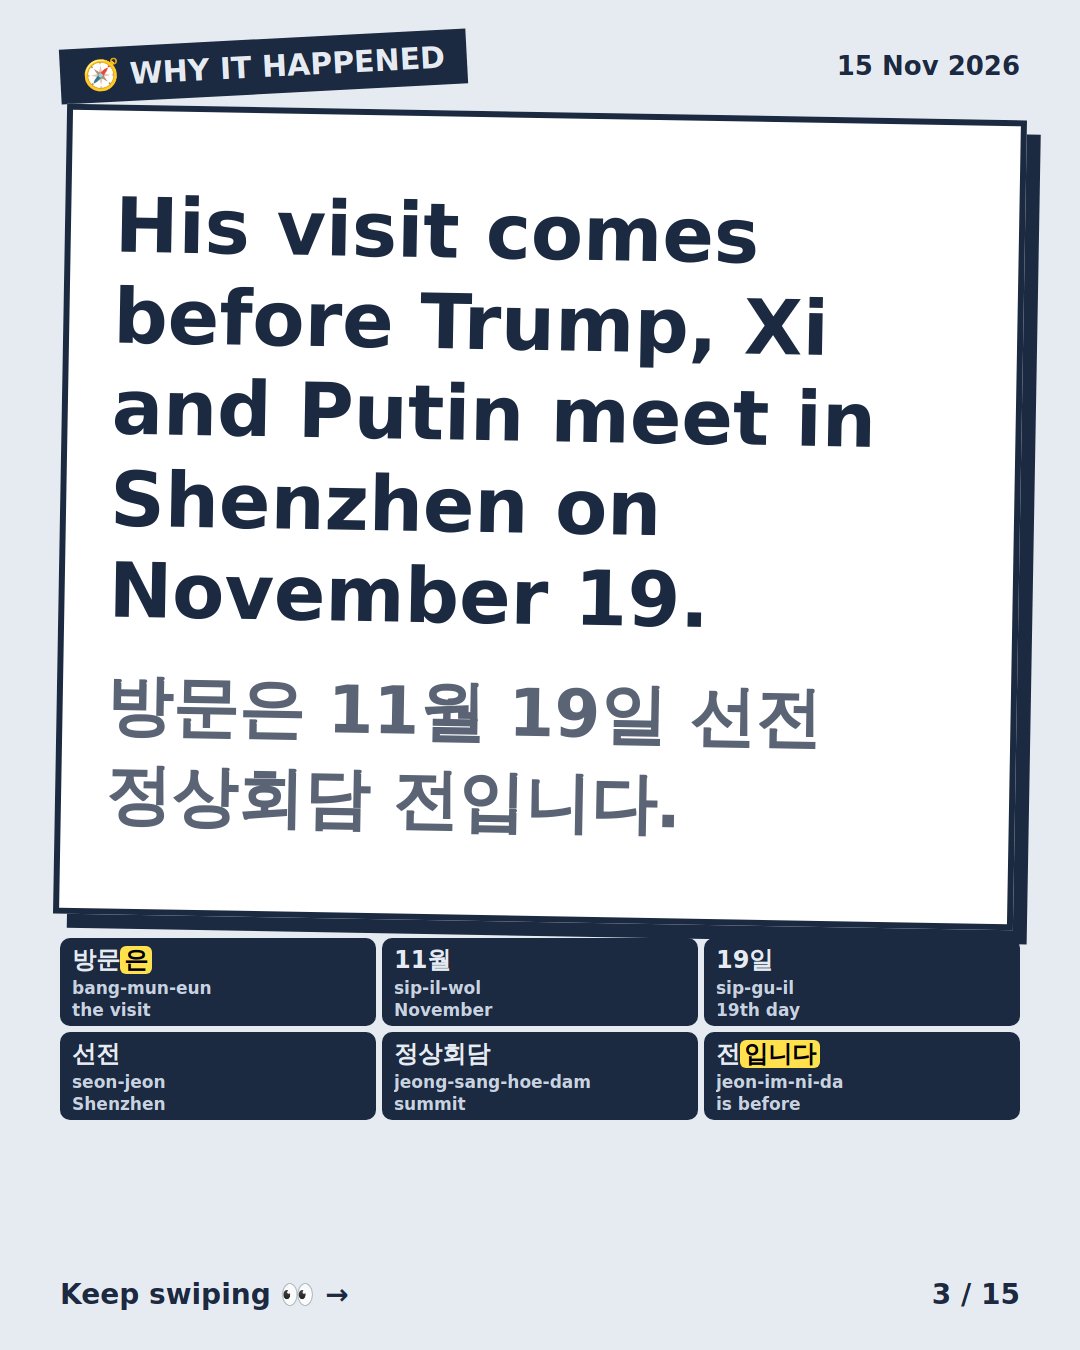 🧭 WHY IT HAPPENED
15 Nov 2026
His visit comes
before Trump, Xi
and Putin meet in
Shenzhen on
November 19.
방문은 11월 19일 선전
정상회담 전입니다.
방문은
bang-mun-eun
the visit
11월
sip-il-wol
November
19일
sip-gu-il
19th day
선전
seon-jeon
Shenzhen
정상회담
jeong-sang-hoe-dam
summit
전입니다
jeon-im-ni-da
is before
Keep swiping 👀 →
3 / 15